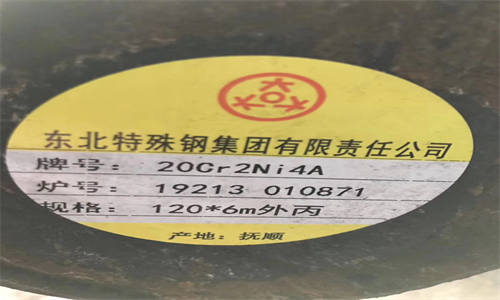 东北特殊钢集团有限责任公司
牌号: 20Cr2Ni4A
炉号: 19213 010871
规格: 120*6m外丙
产地: 抚顺